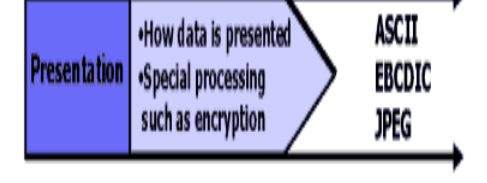 Presentation
•How data is presented
•Special processing
such as encryption
ASCII
EBCDIC
JPEG